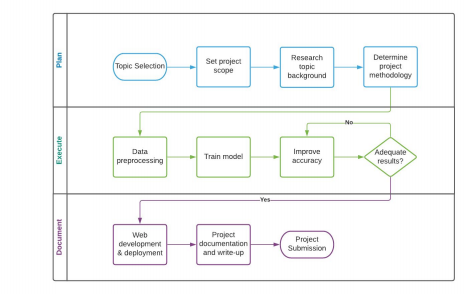 Plan
Topic Selection
Set project
scope
Research
topic
background
Determine
project
methodology
Execute
No
Data
preprocessing
Train model
Improve
accuracy
Adequate
results?
Yes
Document
Web
development
& deployment
Project
documentation
and write-up
Project
Submission